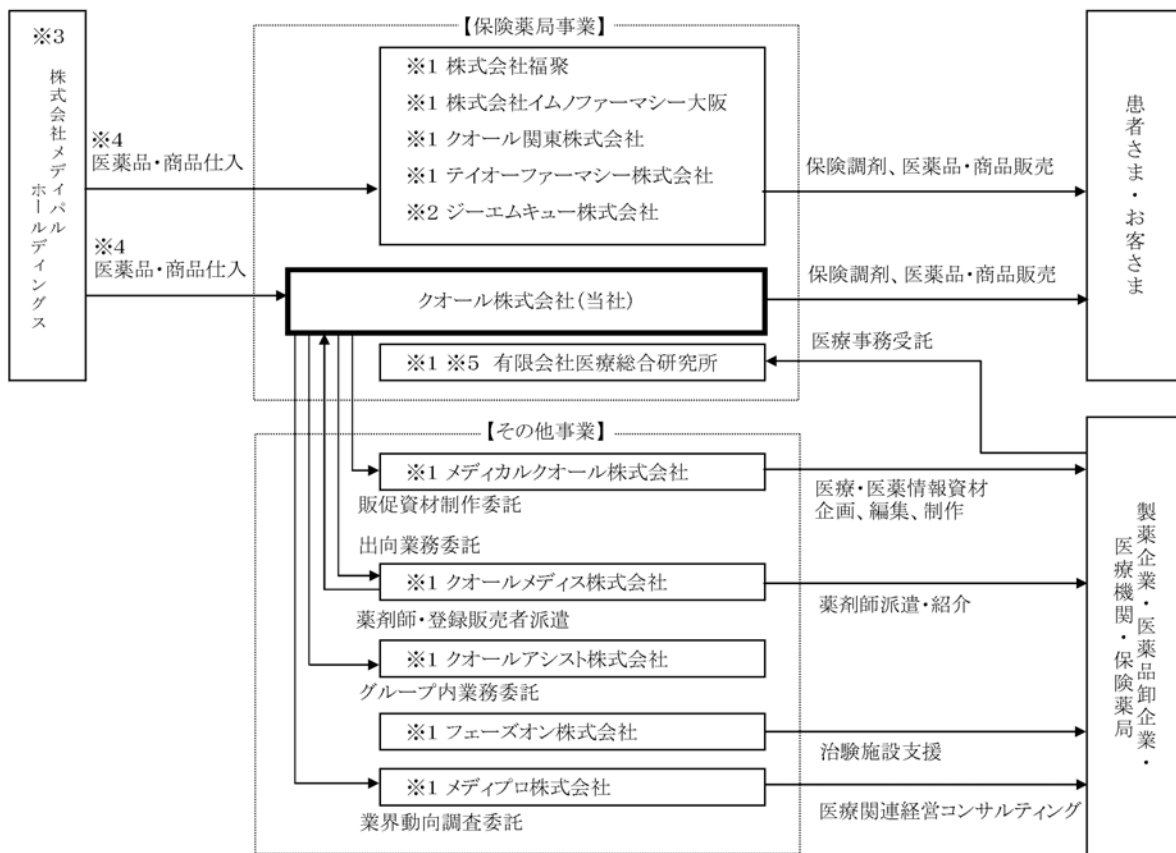 ※3
株式会社メディパル
ホールディングス
※4
医薬品・商品仕入
※4
医薬品・商品仕入
【保険薬局事業】
※1 株式会社福聚
※1 株式会社イムノファーマシー大阪
※1 クオール関東株式会社
※1 テイオーファーマシー株式会社
※2 ジーエムキュー株式会社
クオール株式会社(当社)
※1 ※5 有限会社医療総合研究所
保険調剤、医薬品・商品販売
保険調剤、医薬品・商品販売
医療事務受託
患者さま・お客さま
【その他事業】
※1 メディカルクオール株式会社
販促資材制作委託
医療・医薬情報資材
企画、編集、制作
出向業務委託
※1 クオールメディス株式会社
薬剤師・登録販売者派遣
薬剤師派遣・紹介
※1 クオールアシスト株式会社
グループ内業務委託
※1 フェーズオン株式会社
治験施設支援
※1 メディプロ株式会社
業界動向調査委託
医療関連経営コンサルティング
製薬企業・医薬品卸企業・
医療機関・保険薬局